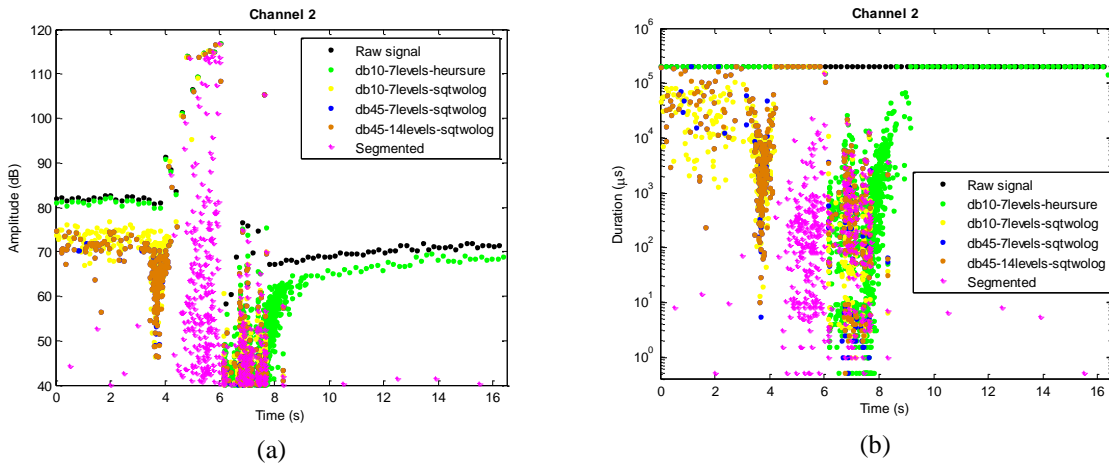 Channel 2
120
110
100
90
80
70
60
50
40
Amplitude (dB)
0 2 4 6 8 10 12 14 16
Time (s)
Raw signal
db10-7levels-heursure
db10-7levels-sqtwolog
db45-7levels-sqtwolog
db45-14levels-sqtwolog
Segmented
(a)
Channel 2
10^6
10^5
10^4
10^3
10^2
10^1
10^0
Duration (μs)
0 2 4 6 8 10 12 14 16
Time (s)
Raw signal
db10-7levels-heursure
db10-7levels-sqtwolog
db45-7levels-sqtwolog
db45-14levels-sqtwolog
Segmented
(b)